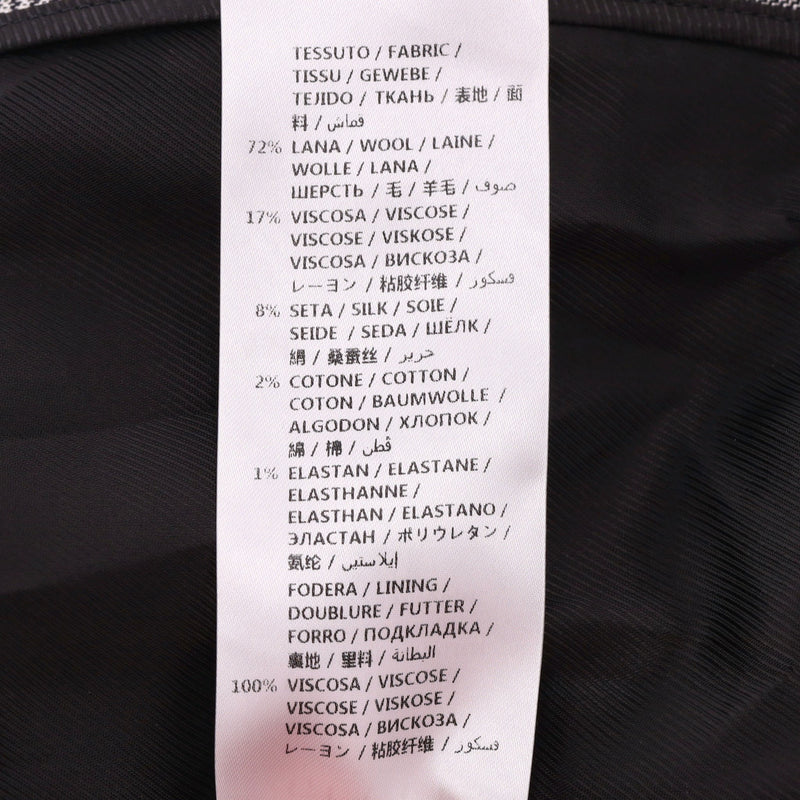 TESSUTO / FABRIC /
TISSU / GEWEBE /
TEJIDO / ТКАНЬ / 表地 / 面
料 / قماش
72% LANA / WOOL / LAINE /
WOLLE / LANA /
ШЕРСТЬ / 毛 / 羊毛 / صوف
17% VISCOSA / VISCOSE /
VISCOSE / VISKOSE /
VISCOSA / ВИСКОЗА /
レーヨン / 粘胶纤维 / فسكور
8% SETA / SILK / SOIE /
SEIDE / SEDA / ШЁЛК /
絹 / 桑蚕丝 / حرير
2% COTONE / COTTON /
COTON / BAUMWOLLE /
ALGODON / ХЛОПОК /
綿 / 棉 / قطن
1% ELASTAN / ELASTANE /
ELASTHANNE /
ELASTHAN / ELASTANO /
ЭЛАСТАН / ポリウレタン /
氨纶 / إيلاستين
FODERA / LINING /
DOUBLURE / FUTTER /
FORRO / ПОДКЛАДКА /
裏地 / 里料 / البطانة
100% VISCOSA / VISCOSE /
VISCOSE / VISKOSE /
VISCOSA / ВИСКОЗА /
レーヨン / 粘胶纤维 / فسكور